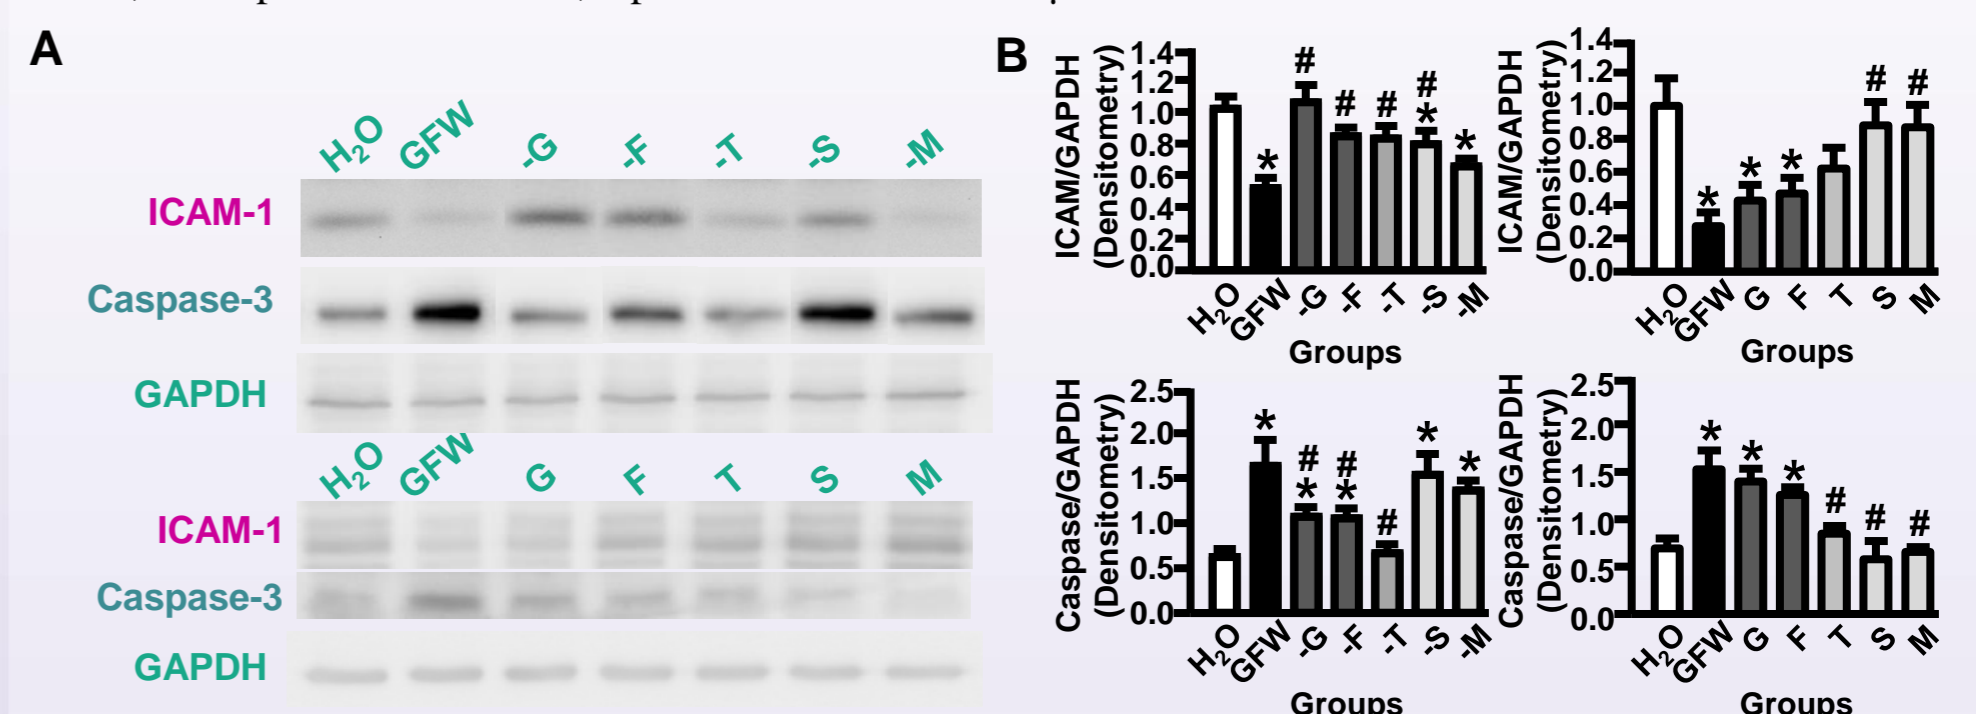 A
H₂O GFW -G -F -T -S -M
ICAM-1
Caspase-3
GAPDH
H₂O GFW G F T S M
ICAM-1
Caspase-3
GAPDH
B
ICAM/GAPDH
(Densitometry)
1.4
1.2
1.0
0.8
0.6
0.4
0.2
0.0
* # # # # * *
H₂O GFW -G -F -T -S -M
Groups
ICAM/GAPDH
(Densitometry)
1.4
1.2
1.0
0.8
0.6
0.4
0.2
0.0
* * * # #
H₂O GFW G F T S M
Groups
Caspase/GAPDH
(Densitometry)
2.5
2.0
1.5
1.0
0.5
0.0
* # * # * # * *
H₂O GFW -G -F -T -S -M
Groups
Caspase/GAPDH
(Densitometry)
2.5
2.0
1.5
1.0
0.5
0.0
* * * # # #
H₂O GFW G F T S M
Groups